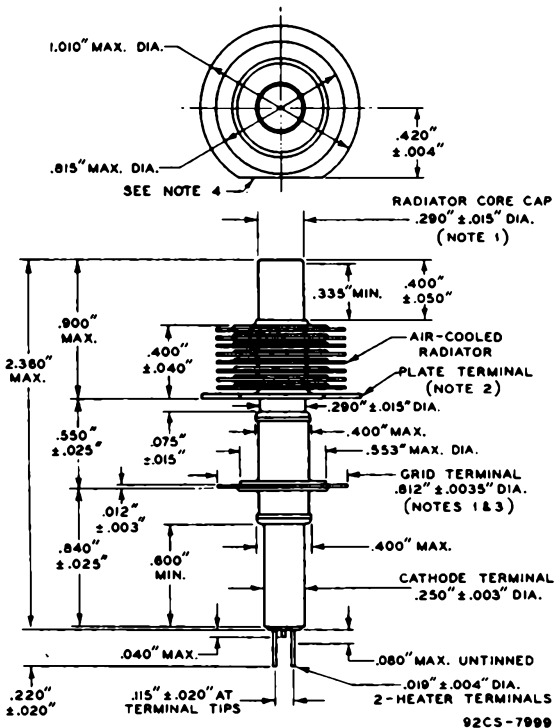 1.010" MAX. DIA.
.815" MAX. DIA.
SEE NOTE 4
.420"
±.004"
RADIATOR CORE CAP
.290" ±.015" DIA.
(NOTE 1)
.335" MIN.
.400"
±.050"
.900"
MAX.
2.360"
MAX.
.400"
±.040"
AIR-COOLED
RADIATOR
PLATE TERMINAL
(NOTE 2)
.290" ±.015" DIA.
.550"
±.025"
.075"
±.015"
.400" MAX.
.553" MAX. DIA.
GRID TERMINAL
.812" ±.0035" DIA.
(NOTES 1 & 3)
.012"
±.003"
.840"
±.025"
.600"
MIN.
.400" MAX.
CATHODE TERMINAL
.250" ±.003" DIA.
.040" MAX.
.080" MAX. UNTINNED
.220"
±.020"
.115" ±.020" AT
TERMINAL TIPS
.019" ±.004" DIA.
2-HEATER TERMINALS
92CS-7999